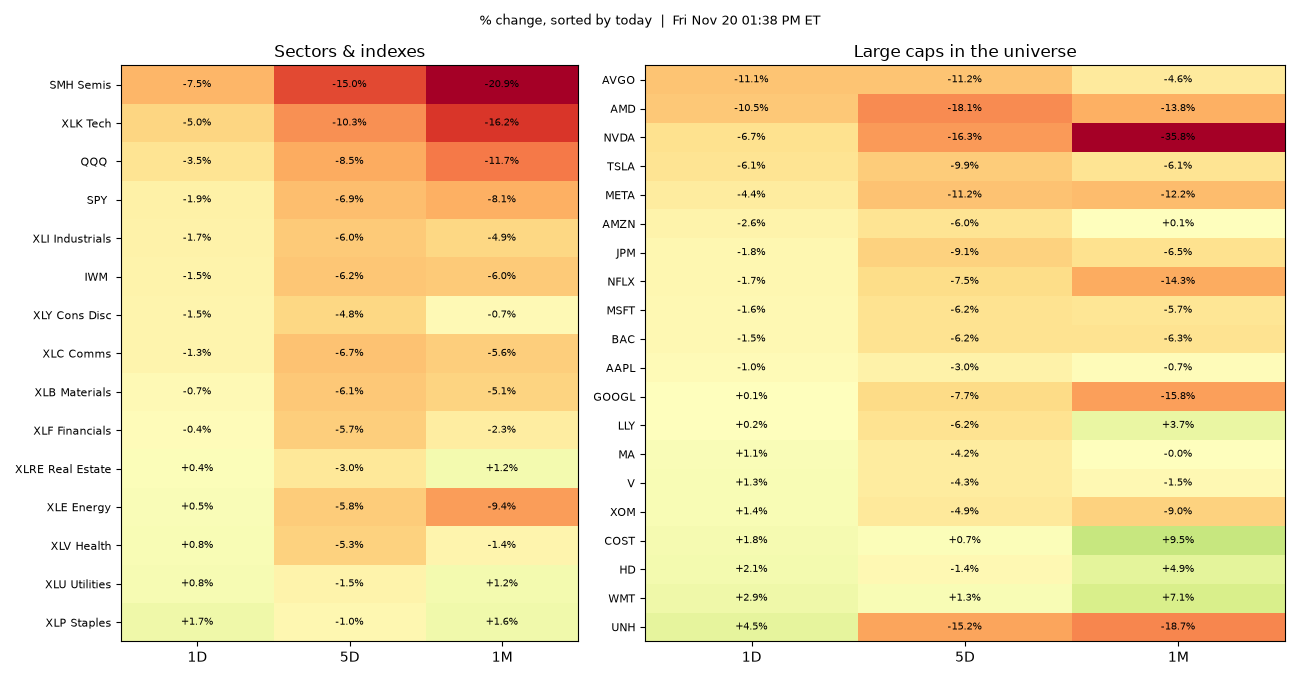 % change, sorted by today | Fri Nov 20 01:38 PM ET
Sectors & indexes
SMH Semis -7.5% -15.0% -20.9%
XLK Tech -5.0% -10.3% -16.2%
QQQ -3.5% -8.5% -11.7%
SPY -1.9% -6.9% -8.1%
XLI Industrials -1.7% -6.0% -4.9%
IWM -1.5% -6.2% -6.0%
XLY Cons Disc -1.5% -4.8% -0.7%
XLC Comms -1.3% -6.7% -5.6%
XLB Materials -0.7% -6.1% -5.1%
XLF Financials -0.4% -5.7% -2.3%
XLRE Real Estate +0.4% -3.0% +1.2%
XLE Energy +0.5% -5.8% -9.4%
XLV Health +0.8% -5.3% -1.4%
XLU Utilities +0.8% -1.5% +1.2%
XLP Staples +1.7% -1.0% +1.6%
1D 5D 1M
Large caps in the universe
AVGO -11.1% -11.2% -4.6%
AMD -10.5% -18.1% -13.8%
NVDA -6.7% -16.3% -35.8%
TSLA -6.1% -9.9% -6.1%
META -4.4% -11.2% -12.2%
AMZN -2.6% -6.0% +0.1%
JPM -1.8% -9.1% -6.5%
NFLX -1.7% -7.5% -14.3%
MSFT -1.6% -6.2% -5.7%
BAC -1.5% -6.2% -6.3%
AAPL -1.0% -3.0% -0.7%
GOOGL +0.1% -7.7% -15.8%
LLY +0.2% -6.2% +3.7%
MA +1.1% -4.2% -0.0%
V +1.3% -4.3% -1.5%
XOM +1.4% -4.9% -9.0%
COST +1.8% +0.7% +9.5%
HD +2.1% -1.4% +4.9%
WMT +2.9% +1.3% +7.1%
UNH +4.5% -15.2% -18.7%
1D 5D 1M